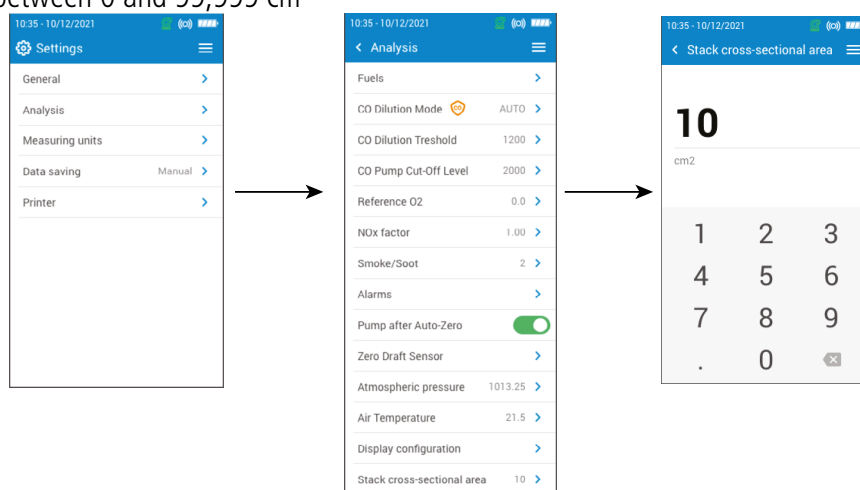 between 0 and 99,999 cm
10:35 - 10/12/2021
Settings
General
Analysis
Measuring units
Data saving Manual
Printer
10:35 - 10/12/2021
Analysis
Fuels
CO Dilution Mode CO AUTO
CO Dilution Treshold 1200
CO Pump Cut-Off Level 2000
Reference O2 0.0
NOx factor 1.00
Smoke/Soot 2
Alarms
Pump after Auto-Zero
Zero Draft Sensor
Atmospheric pressure 1013.25
Air Temperature 21.5
Display configuration
Stack cross-sectional area 10
10:35 - 10/12/2021
Stack cross-sectional area
10
cm2
1 2 3
4 5 6
7 8 9
. 0